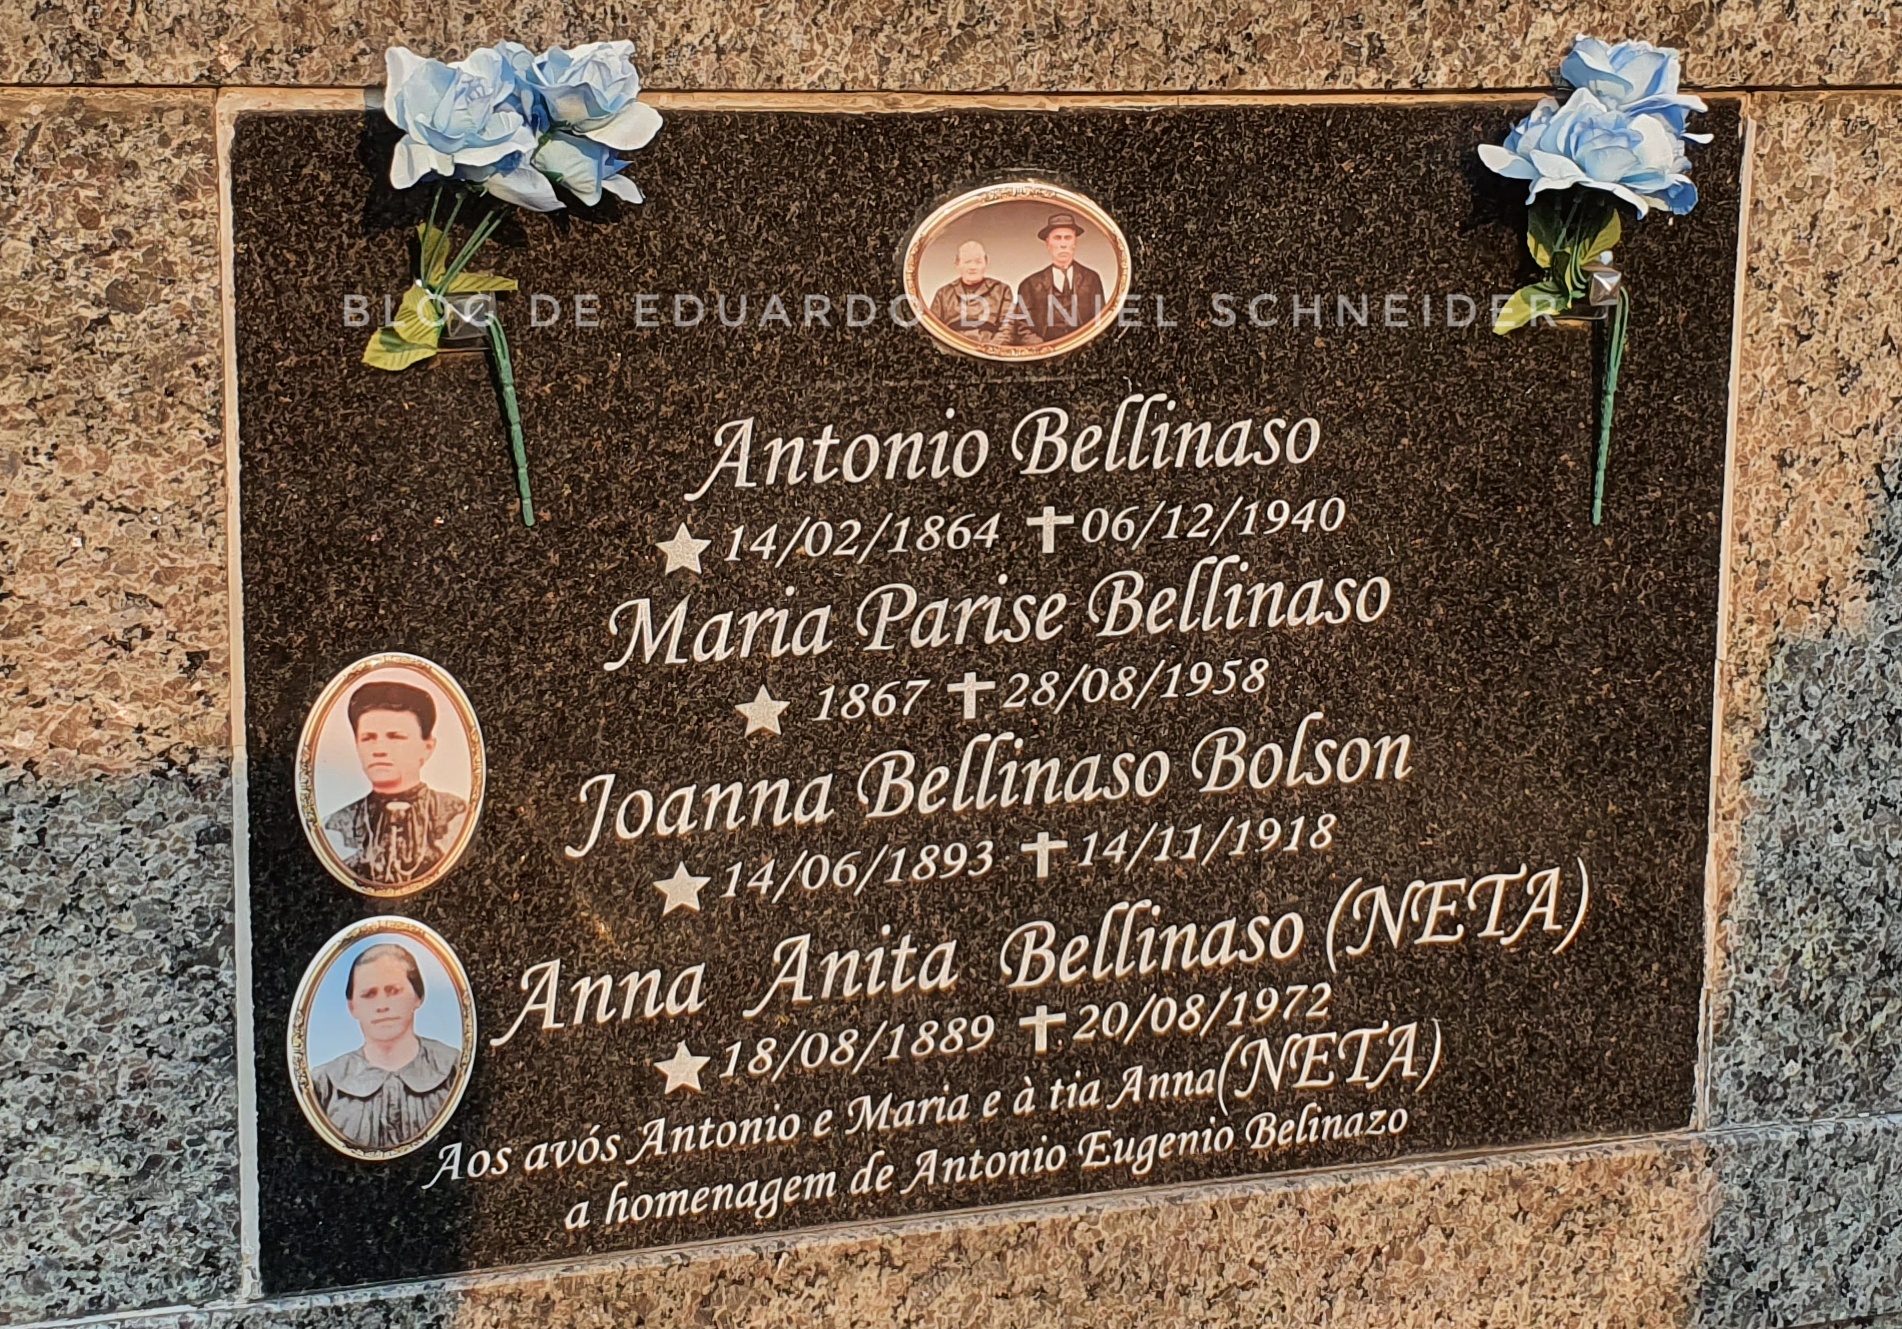 BLOG DE EDUARDO DANIEL SCHNEIDER
Antonio Bellinaso
14/02/1864 06/12/1940
Maria Parise Bellinaso
1867 28/08/1958
Joanna Bellinaso Bolson
14/06/1893 14/11/1918
Anna Anita Bellinaso (NETA)
18/08/1889 20/08/1972
Aos avós Antonio e Maria e à tia Anna(NETA)
a homenagem de Antonio Eugenio Belinazo